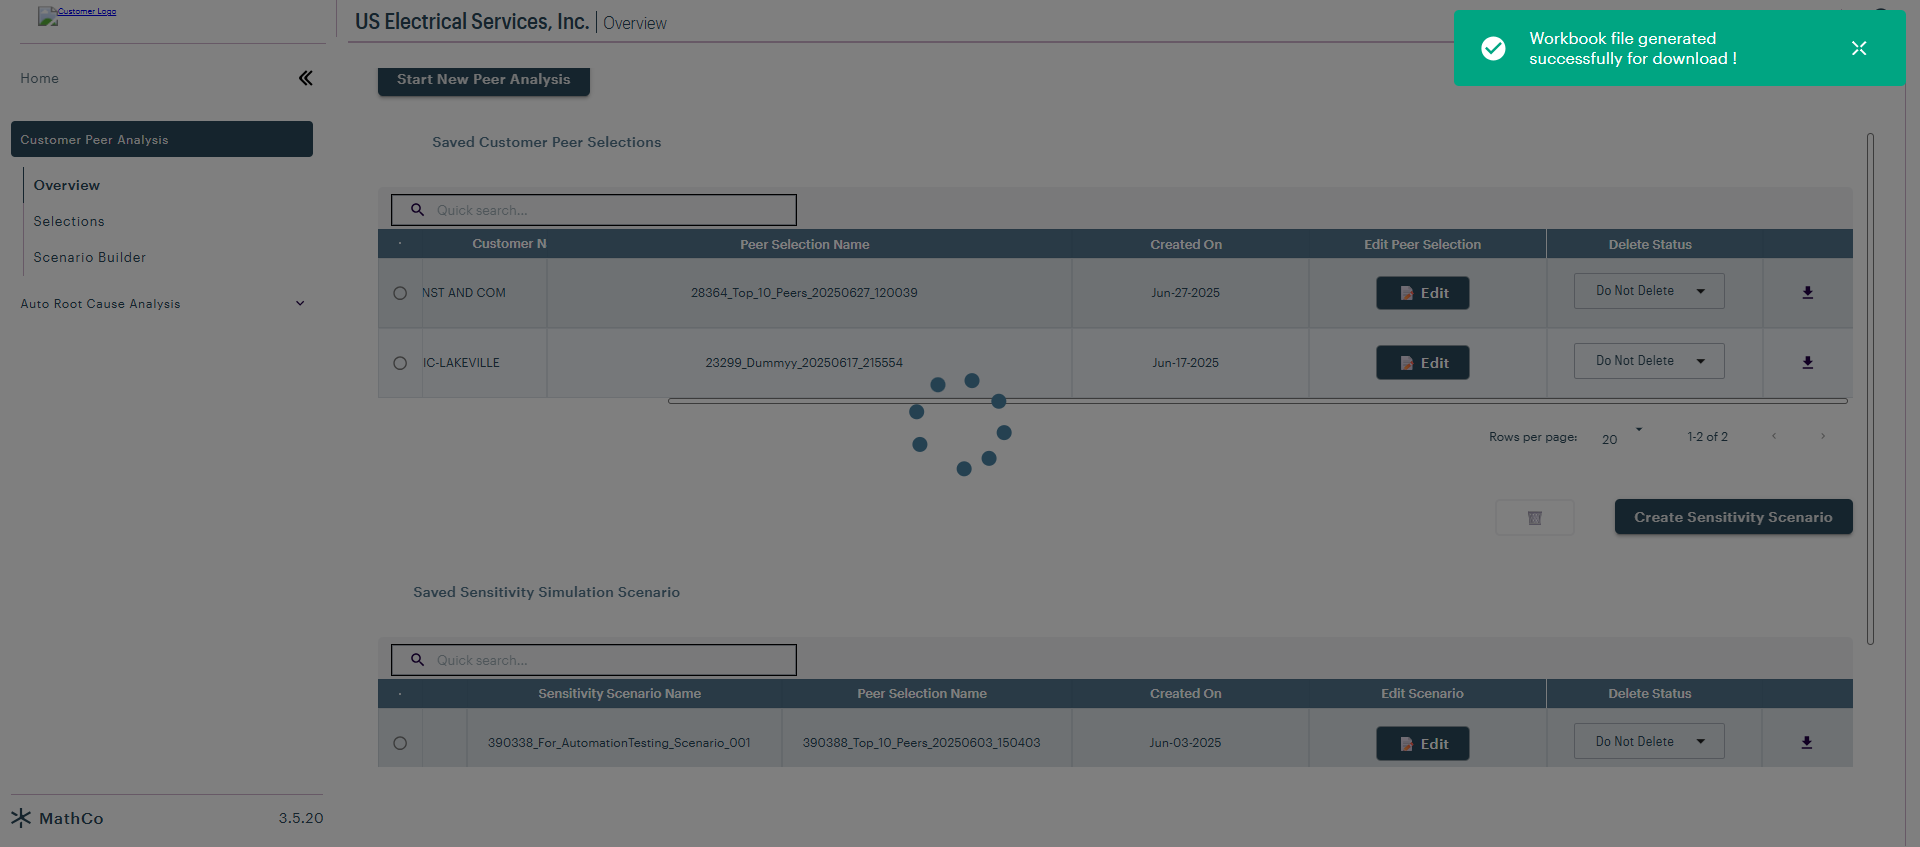 Customer Logo
US Electrical Services, Inc. | Overview
Workbook file generated
successfully for download !
Home
Start New Peer Analysis
Customer Peer Analysis
Overview
Selections
Scenario Builder
Auto Root Cause Analysis
Saved Customer Peer Selections
Quick search...
Customer N Peer Selection Name Created On Edit Peer Selection Delete Status
NST AND COM 28364_Top_10_Peers_20250627_120039 Jun-27-2025 Edit Do Not Delete
IC-LAKEVILLE 23299_Dummyy_20250617_215554 Jun-17-2025 Edit Do Not Delete
Rows per page: 20 1-2 of 2
Create Sensitivity Scenario
Saved Sensitivity Simulation Scenario
Quick search...
Sensitivity Scenario Name Peer Selection Name Created On Edit Scenario Delete Status
390338_For_AutomationTesting_Scenario_001 390388_Top_10_Peers_20250603_150403 Jun-03-2025 Edit Do Not Delete
MathCo 3.5.20